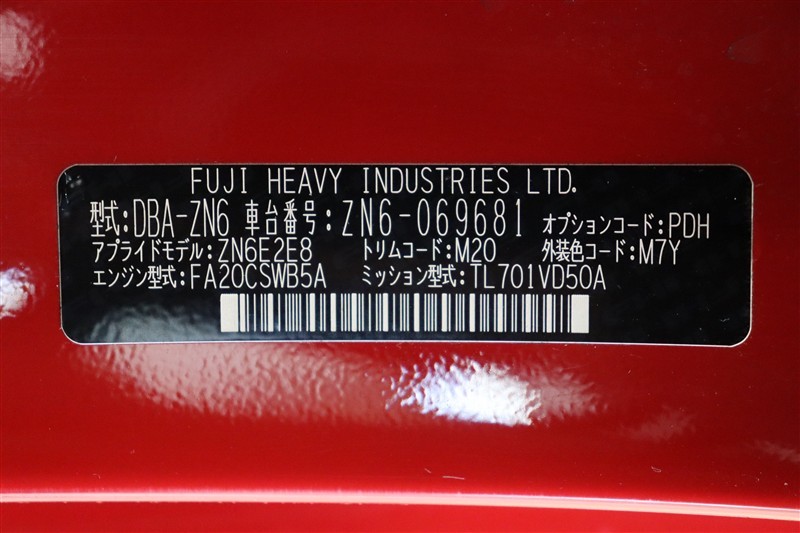 FUJI HEAVY INDUSTRIES LTD.
型式:DBA-ZN6 車台番号:ZN6-069681 オプションコード:PDH
アプライドモデル:ZN6E2E8 トリムコード:M20 外装色コード:M7Y
エンジン型式:FA20CSWB5A ミッション型式:TL701VD50A